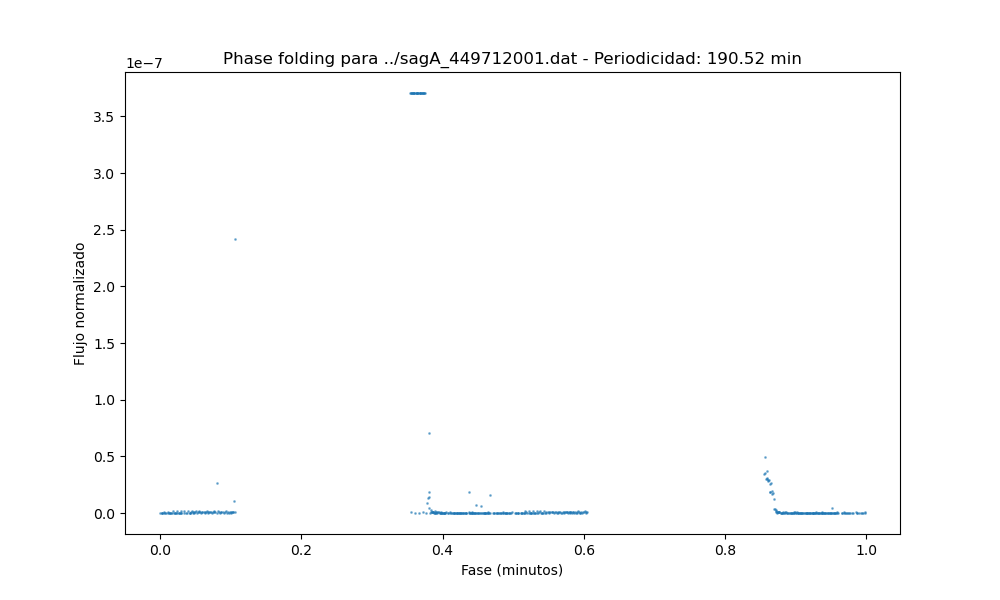 Phase folding para ../sagA_449712001.dat - Periodicidad: 190.52 min
1e−7
3.5
3.0
2.5
2.0
1.5
1.0
0.5
0.0
Flujo normalizado
0.0 0.2 0.4 0.6 0.8 1.0
Fase (minutos)